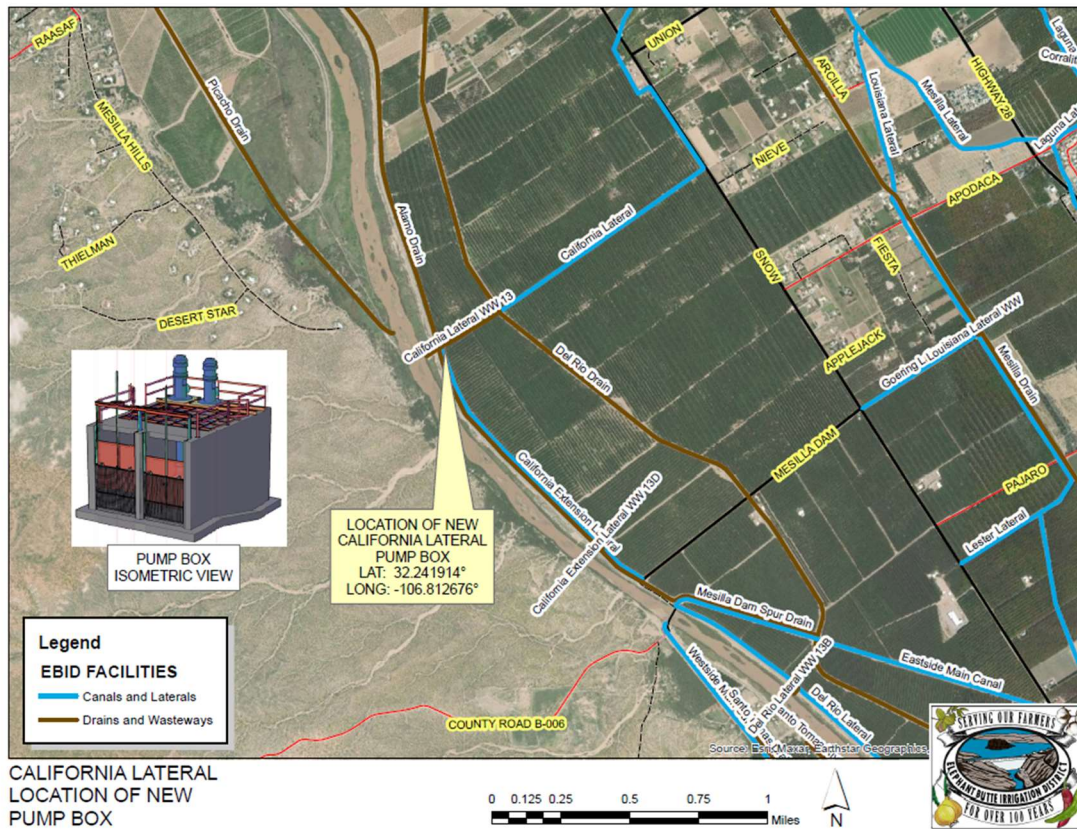 RAASAF
MESILLA HILLS
Picacho Drain
THIELMAN
DESERT STAR
Alamo Drain
California Lateral WW 13
California Lateral
UNION
NIEVE
ARCILLIA
Louisiana Lateral
Mesilla Lateral
HIGHWAY 28
Laguna
Corralit
Laguna Lat
APODACA
SNOW
FIESTA
APPLEJACK
Goering L.
Louisiana Lateral WW
Mesilla Drain
Del Rio Drain
MESILLA DAM
PAJARO
Lester Lateral
California Extension L
California Extension Lateral WW 13D
Mesilla Dam Spur Drain
Eastside Main Canal
Del Rio Lateral WW 13B
Del Rio Lateral
Westside M
COUNTY ROAD B-006
PUMP BOX
ISOMETRIC VIEW
LOCATION OF NEW
CALIFORNIA LATERAL
PUMP BOX
LAT: 32.241914°
LONG: -106.812676°
Legend
EBID FACILITIES
Canals and Laterals
Drains and Wasteways
Source: Esri, Maxar, Earthstar Geographics,
SERVING OUR FARMERS
ELEPHANT BUTTE IRRIGATION DISTRICT
FOR OVER 100 YEARS
CALIFORNIA LATERAL
LOCATION OF NEW
PUMP BOX
0 0.125 0.25 0.5 0.75 1
Miles
N